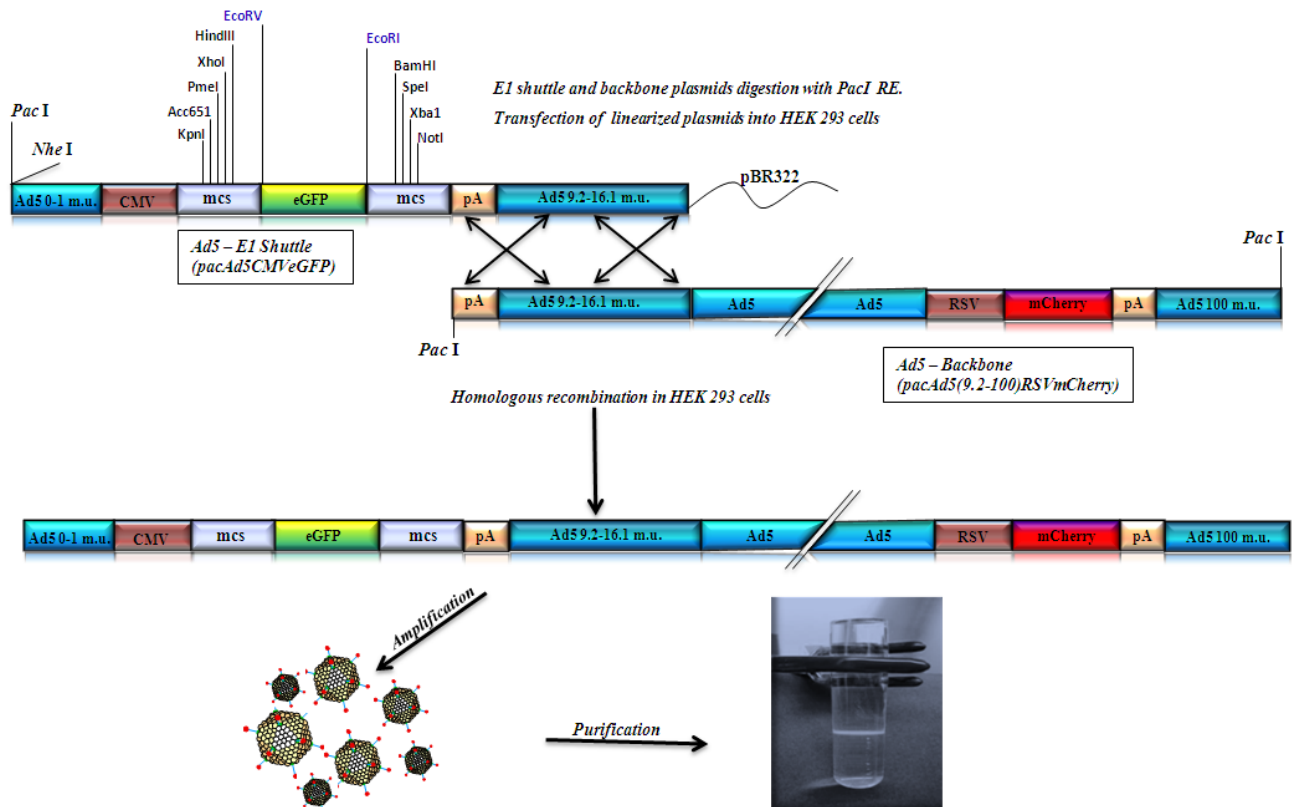 EcoRV
HindIII
EcoRI
XhoI
BamHI
E1 shuttle and backbone plasmids digestion with PacI RE.
PmeI
SpeI
Pac I
Acc651
Xba1
Transfection of linearized plasmids into HEK 293 cells
KpnI
NotI
Nhe I
pBR322
Ad5 0-1 m.u.
CMV
mcs
eGFP
mcs
pA
Ad5 9.2-16.1 m.u.
Ad5 – E1 Shuttle
(pacAd5CMVeGFP)
Pac I
pA
Ad5 9.2-16.1 m.u.
Ad5
Ad5
RSV
mCherry
pA
Ad5 100 m.u.
Pac I
Ad5 – Backbone
(pacAd5(9.2-100)RSVmCherry)
Homologous recombination in HEK 293 cells
Ad5 0-1 m.u.
CMV
mcs
eGFP
mcs
pA
Ad5 9.2-16.1 m.u.
Ad5
Ad5
RSV
mCherry
pA
Ad5 100 m.u.
Amplification
Purification